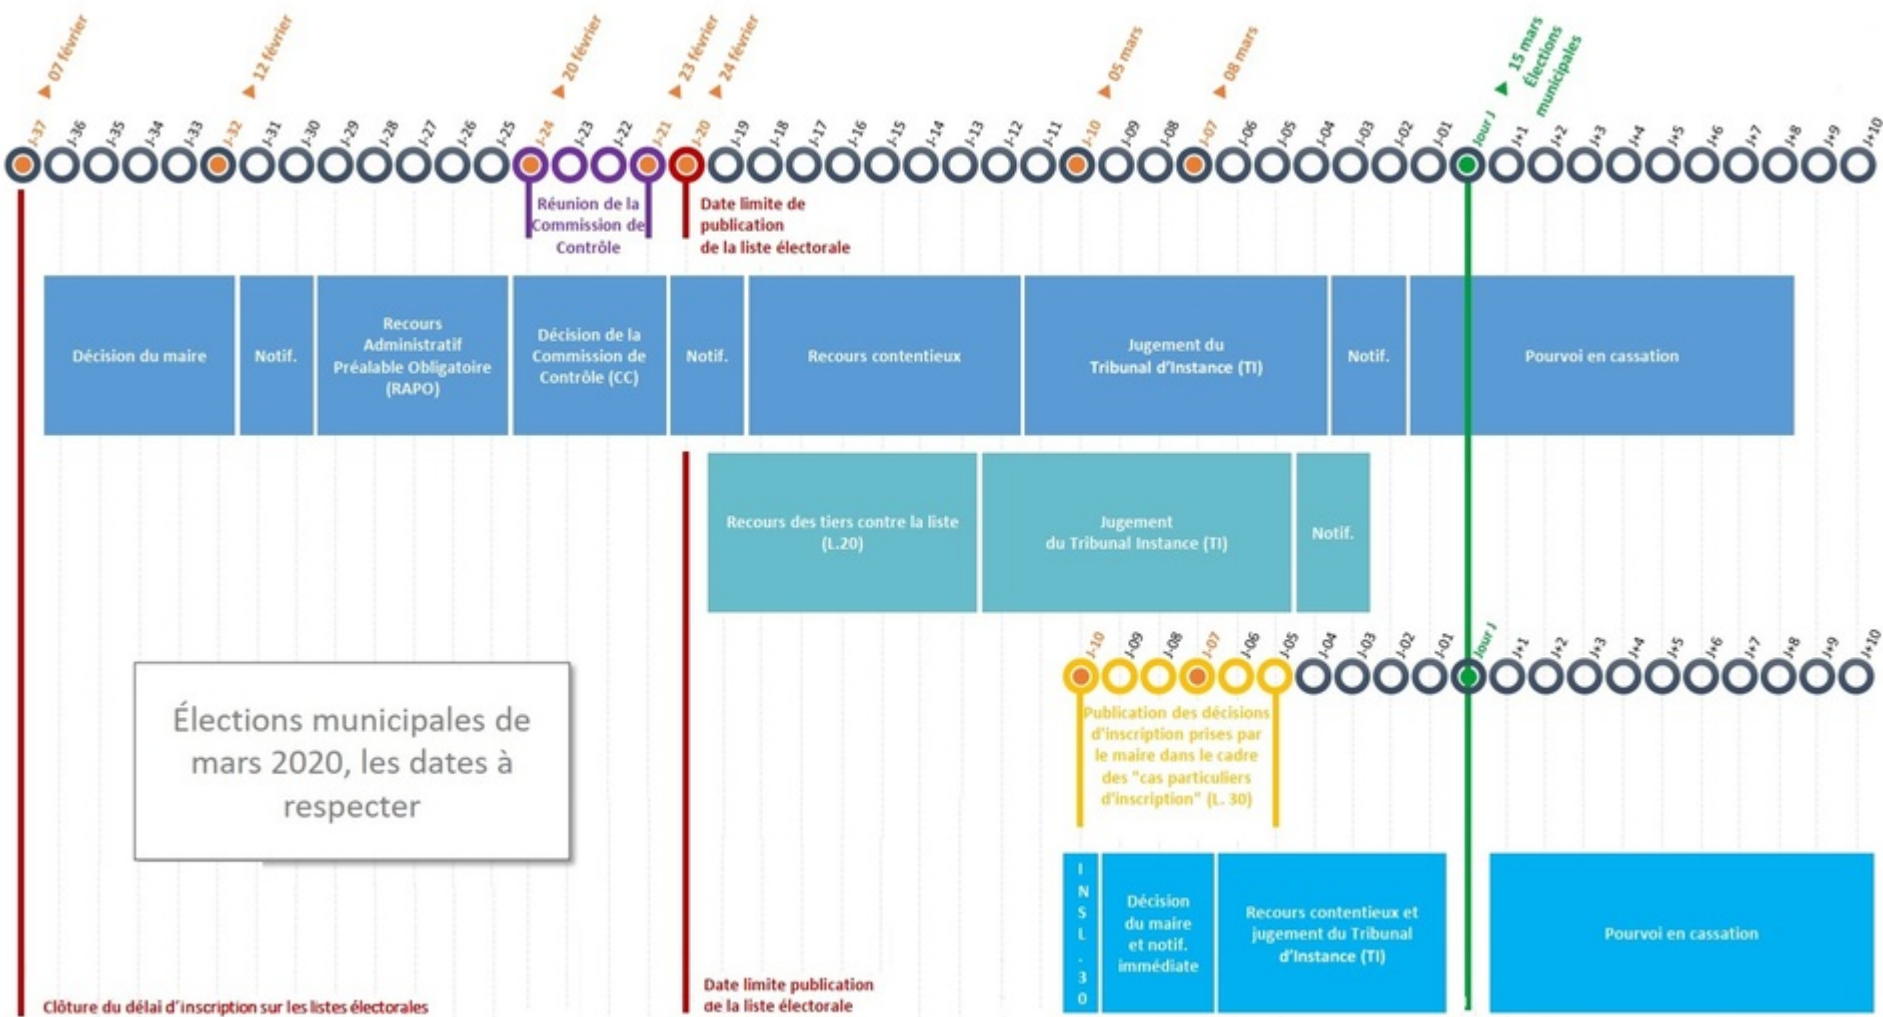 07 février
12 février
20 février
23 février
24 février
05 mars
08 mars
15 mars
Élections
municipales
J-37
J-36
J-35
J-34
J-33
J-32
J-31
J-30
J-29
J-28
J-27
J-26
J-25
J-24
J-23
J-22
J-21
J-20
J-19
J-18
J-17
J-16
J-15
J-14
J-13
J-12
J-11
J-10
J-09
J-08
J-07
J-06
J-05
J-04
J-03
J-02
J-01
Jour J
J+1
J+2
J+3
J+4
J+5
J+6
J+7
J+8
J+9
J+10
Réunion de la
Commission de
Contrôle
Date limite de
publication
de la liste électorale
Décision du maire
Notif.
Recours
Administratif
Préalable Obligatoire
(RAPO)
Décision de la
Commission de
Contrôle (CC)
Notif.
Recours contentieux
Jugement du
Tribunal d'Instance (TI)
Notif.
Pourvoi en cassation
Recours des tiers contre la liste
(L.20)
Jugement
du Tribunal Instance (TI)
Notif.
J-10
J-09
J-08
J-07
J-06
J-05
J-04
J-03
J-02
J-01
Jour J
J+1
J+2
J+3
J+4
J+5
J+6
J+7
J+8
J+9
J+10
Élections municipales de
mars 2020, les dates à
respecter
Publication des décisions
d'inscription prises par
le maire dans le cadre
des "cas particuliers
d'inscription" (L. 30)
I
N
S
L
.
3
0
Décision
du maire
et notif.
immédiate
Recours contentieux et
jugement du Tribunal
d'Instance (TI)
Pourvoi en cassation
Clôture du délai d'inscription sur les listes électorales
Date limite publication
de la liste électorale